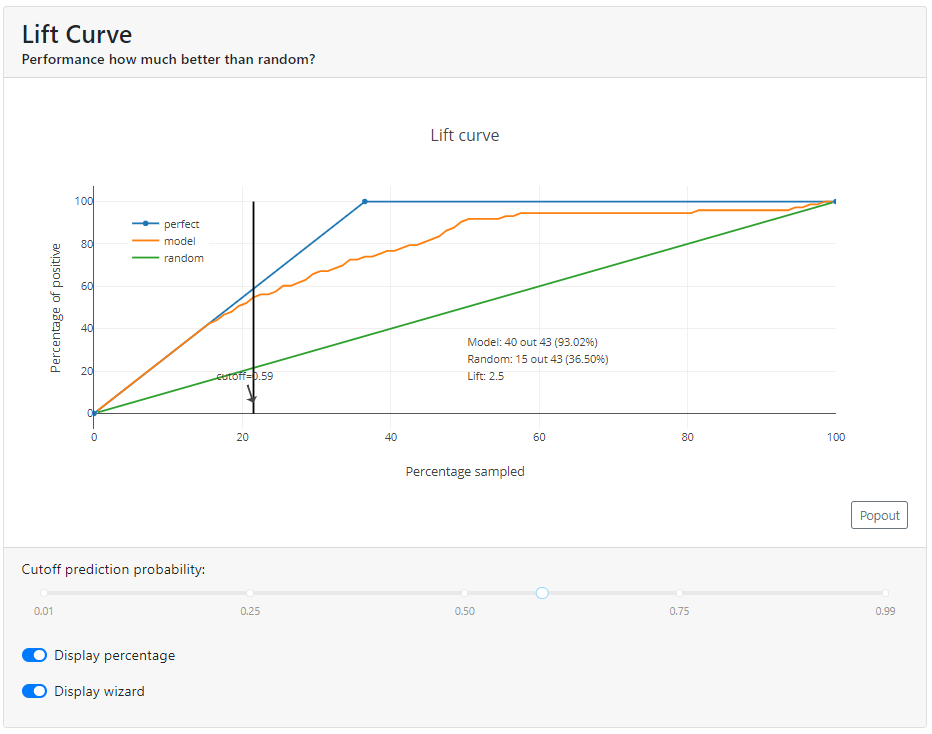 Lift Curve
Performance how much better than random?
Lift curve
100
80
60
40
20
0
Percentage of positive
perfect
model
random
Model: 40 out 43 (93.02%)
Random: 15 out 43 (36.50%)
Lift: 2.5
cutoff=0.59
0 20 40 60 80 100
Percentage sampled
Popout
Cutoff prediction probability:
0.01 0.25 0.50 0.75 0.99
Display percentage
Display wizard